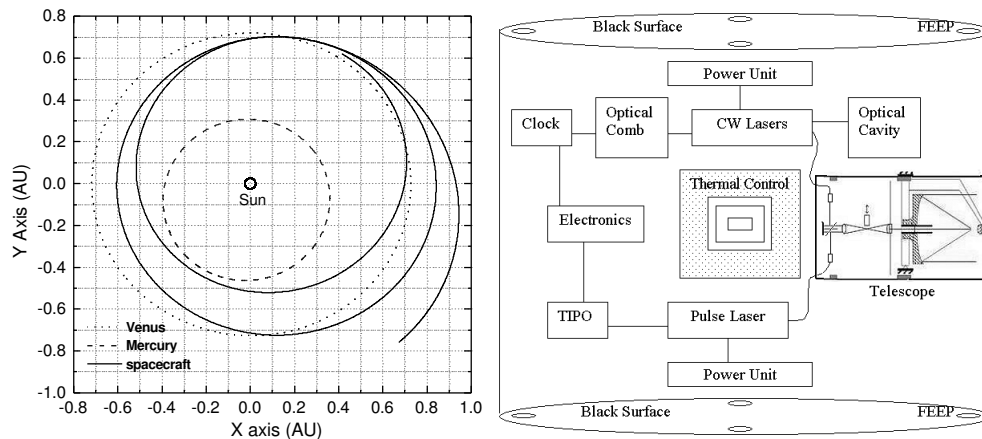 1.0
0.8
0.6
0.4
0.2
0.0
-0.2
-0.4
-0.6
-0.8
1.0
Y Axis (AU)
Sun
Venus
Mercury
spacecraft
-0.8 -0.6 -0.4 -0.2 0.0 0.2 0.4 0.6 0.8 1.0
X axis (AU)
Black Surface FEEP
Power Unit
Clock
Optical
Comb
CW Lasers
Optical
Cavity
Thermal Control
Electronics
Telescope
TIPO
Pulse Laser
Power Unit
Black Surface FEEP